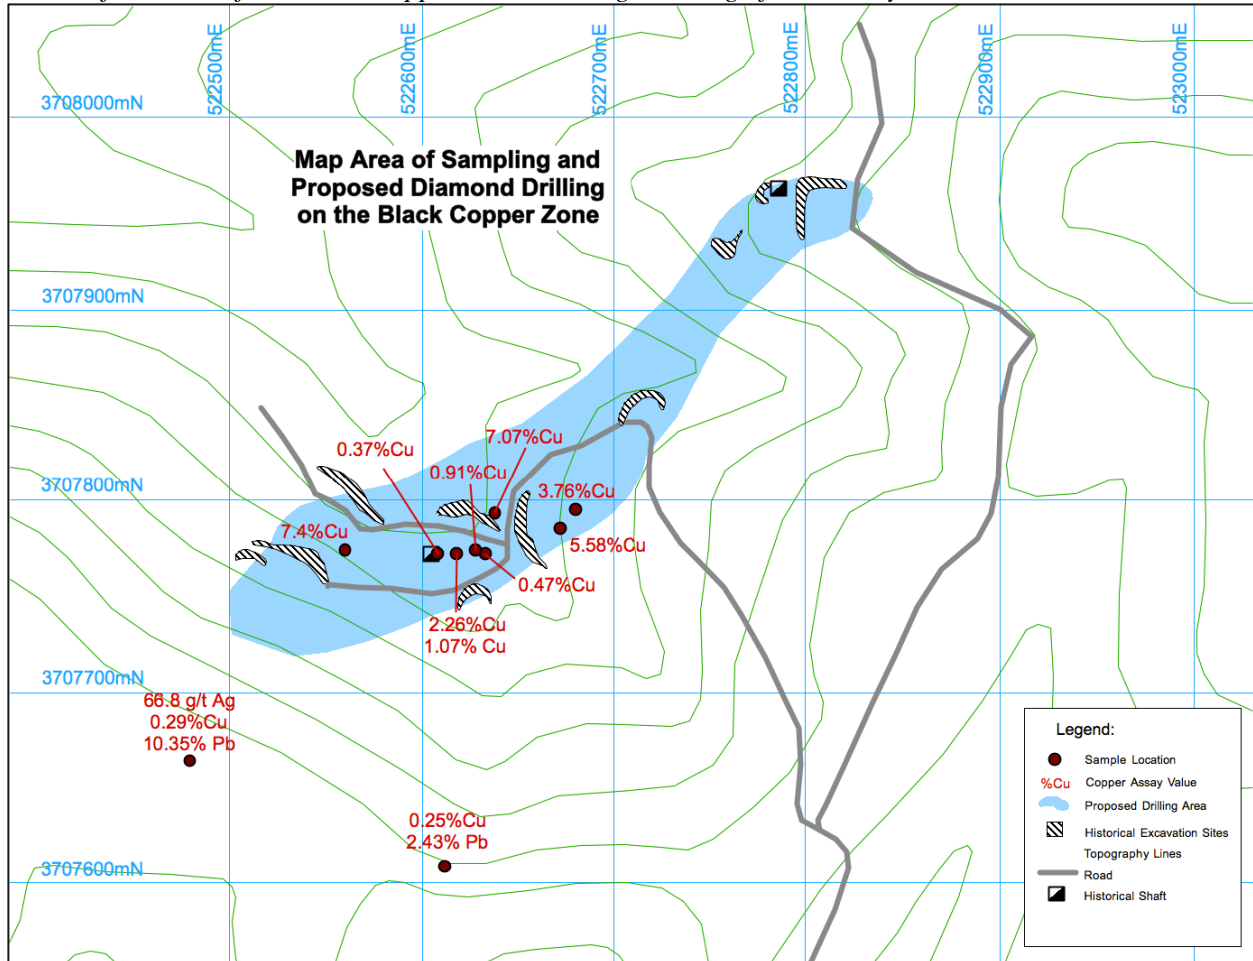 522500mE
522600mE
522700mE
522800mE
522900mE
523000mE
3708000mN
Map Area of Sampling and
Proposed Diamond Drilling
on the Black Copper Zone
3707900mN
7.07%Cu
0.37%Cu
0.91%Cu
3.76%Cu
3707800mN
7.4%Cu
5.58%Cu
0.47%Cu
2.26%Cu
1.07% Cu
3707700mN
66.8 g/t Ag
0.29%Cu
10.35% Pb
0.25%Cu
2.43% Pb
3707600mN
Legend:
Sample Location
%Cu Copper Assay Value
Proposed Drilling Area
Historical Excavation Sites
Topography Lines
Road
Historical Shaft